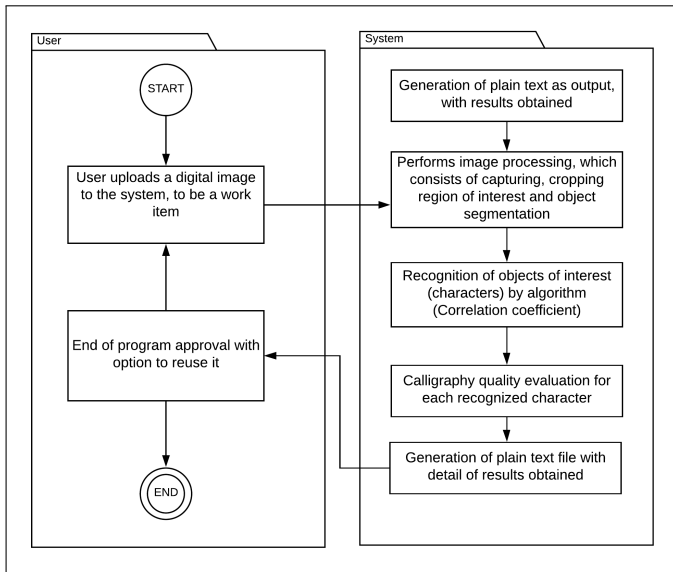 User
START
User uploads a digital image
to the system, to be a work
item
End of program approval with
option to reuse it
END
System
Generation of plain text as output,
with results obtained
Performs image processing, which
consists of capturing, cropping
region of interest and object
segmentation
Recognition of objects of interest
(characters) by algorithm
(Correlation coefficient)
Calligraphy quality evaluation for
each recognized character
Generation of plain text file with
detail of results obtained